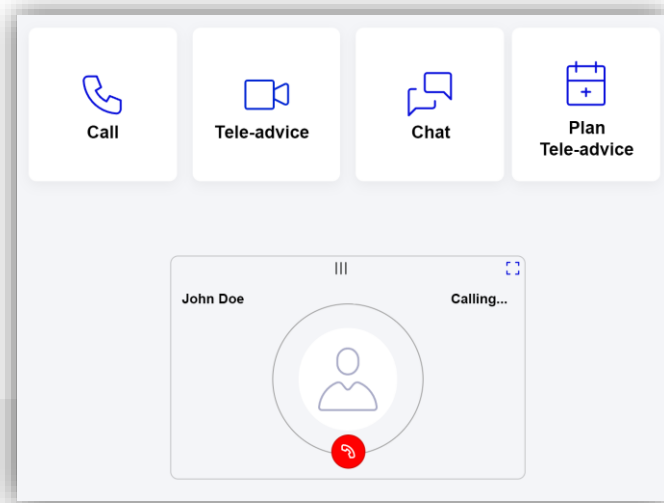 Call
Tele-advice
Chat
Plan
Tele-advice
John Doe
Calling...